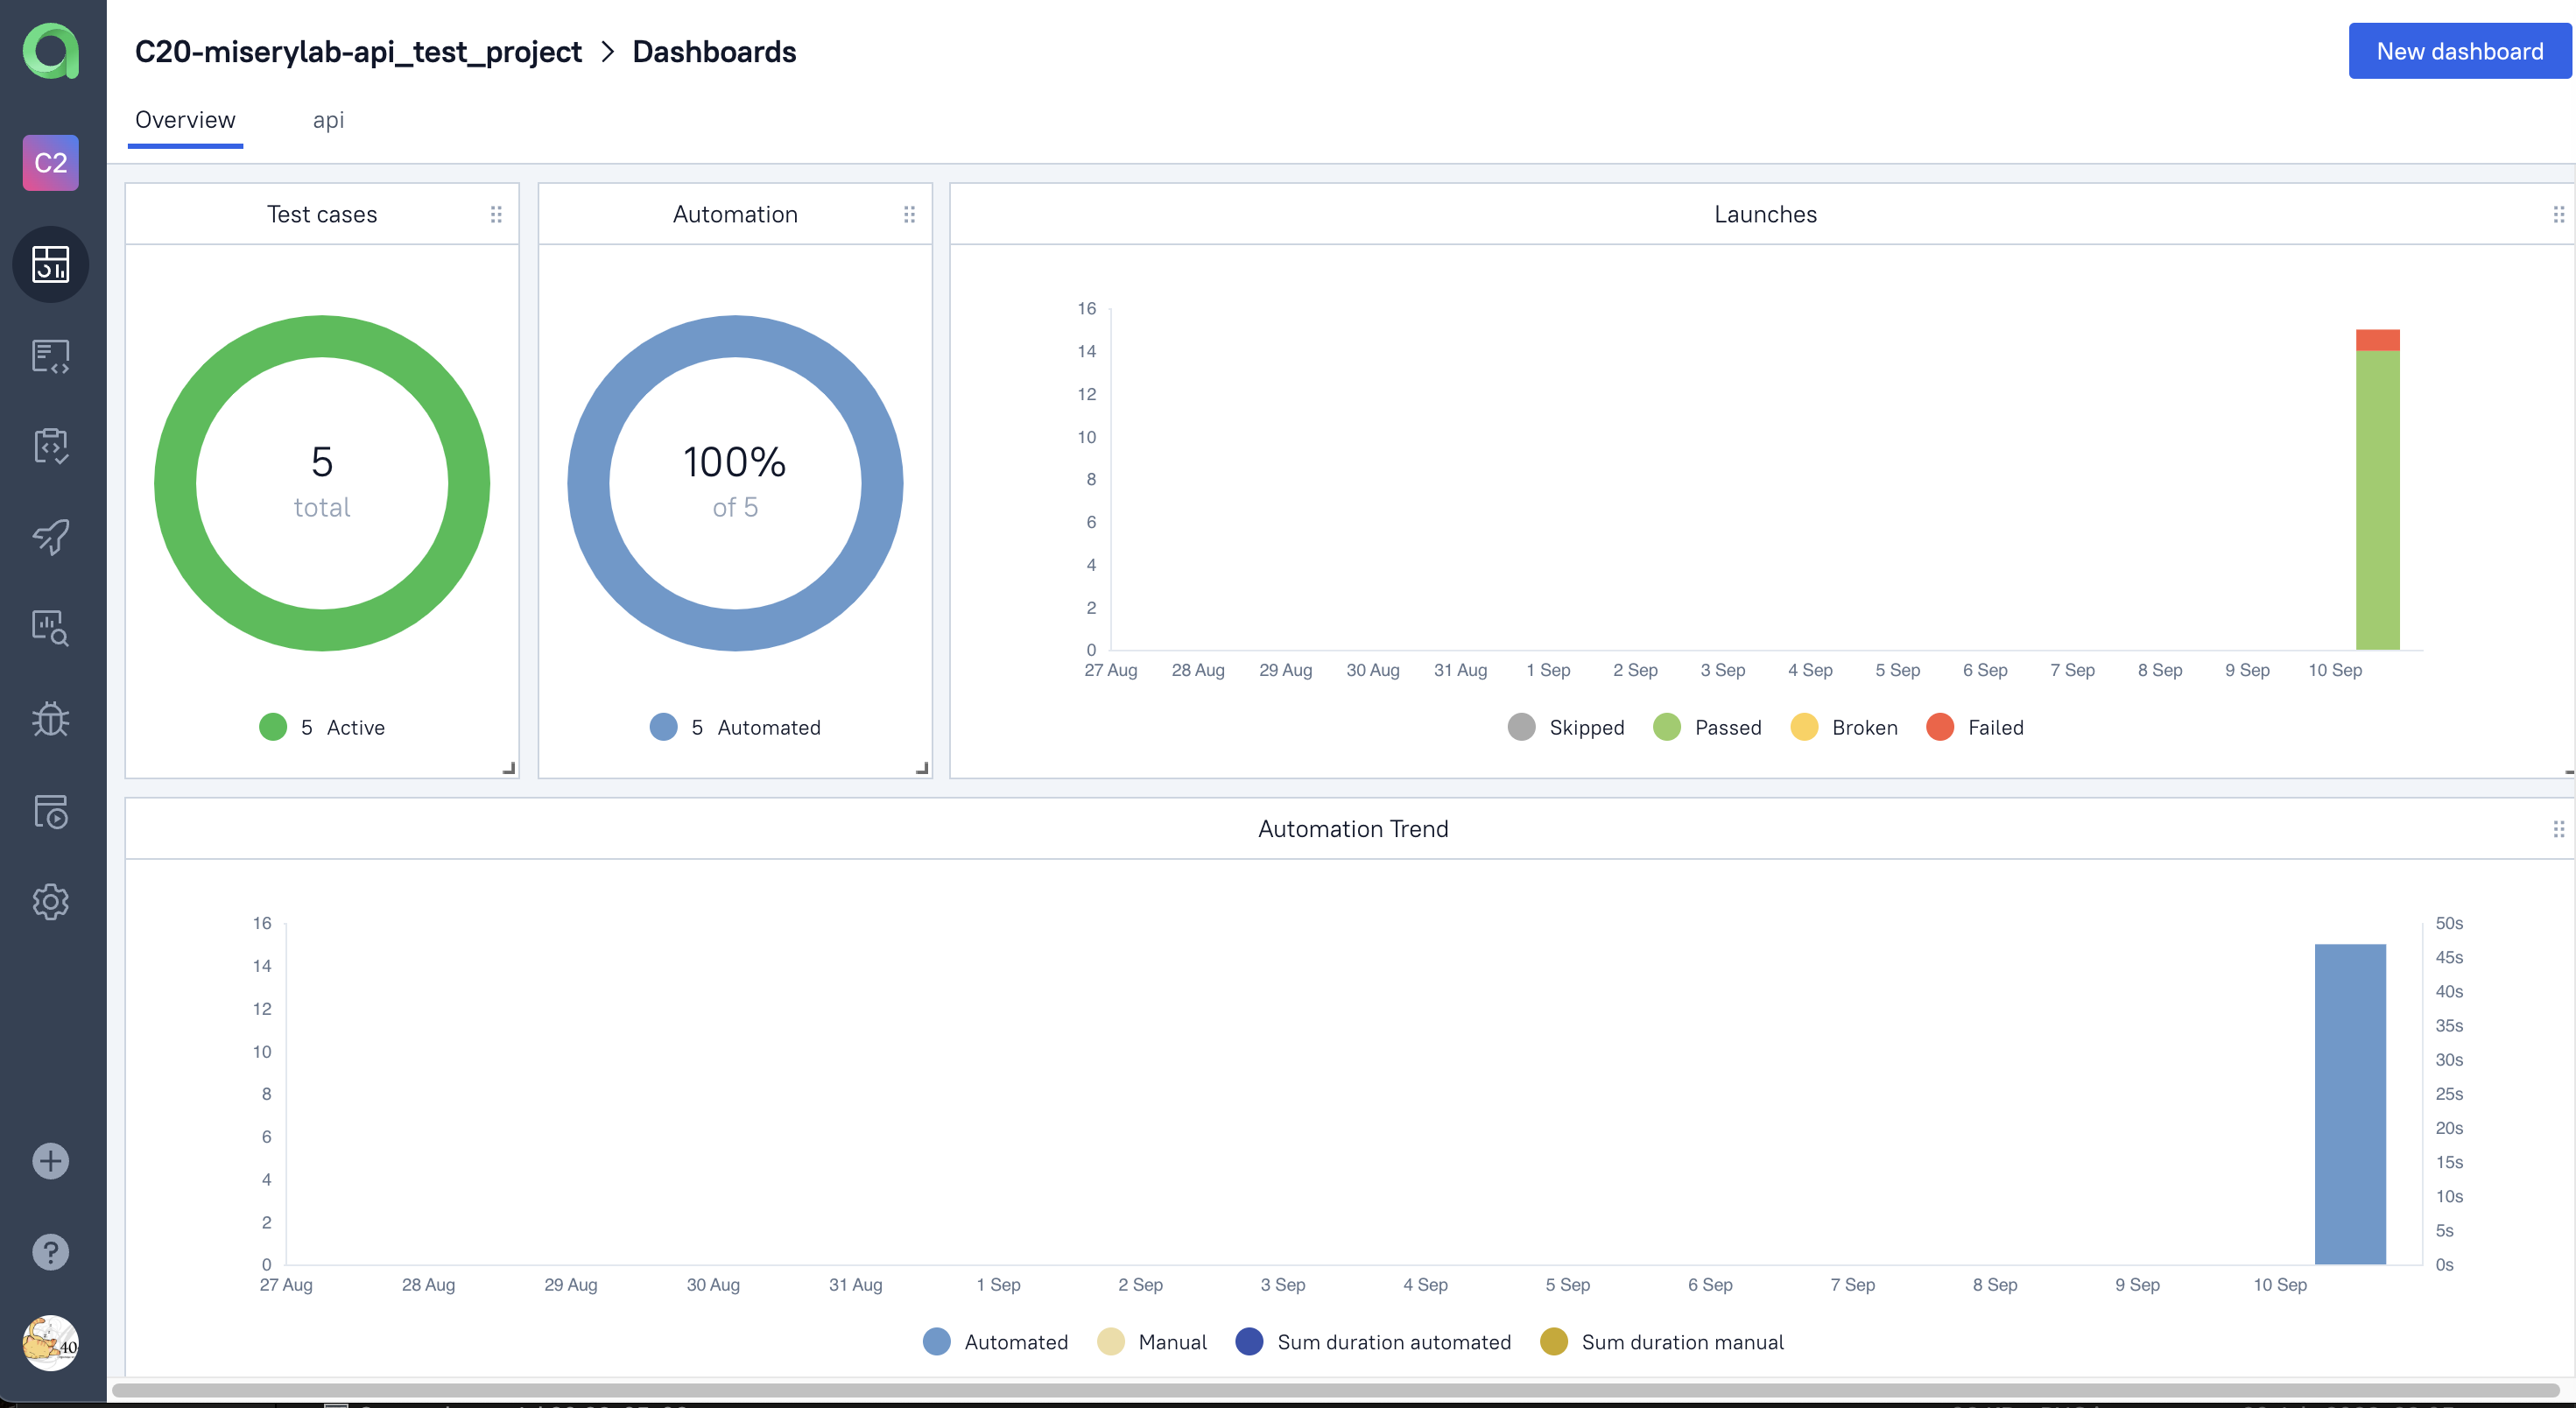 C20-miserylab-api_test_project > Dashboards
New dashboard
Overview
api
C2
Test cases
5
total
5 Active
Automation
100%
of 5
5 Automated
Launches
16
14
12
10
8
6
4
2
0
27 Aug 28 Aug 29 Aug 30 Aug 31 Aug 1 Sep 2 Sep 3 Sep 4 Sep 5 Sep 6 Sep 7 Sep 8 Sep 9 Sep 10 Sep
Skipped Passed Broken Failed
Automation Trend
16
14
12
10
8
6
4
2
0
50s
45s
40s
35s
30s
25s
20s
15s
10s
5s
0s
27 Aug 28 Aug 29 Aug 30 Aug 31 Aug 1 Sep 2 Sep 3 Sep 4 Sep 5 Sep 6 Sep 7 Sep 8 Sep 9 Sep 10 Sep
Automated Manual Sum duration automated Sum duration manual
?
40